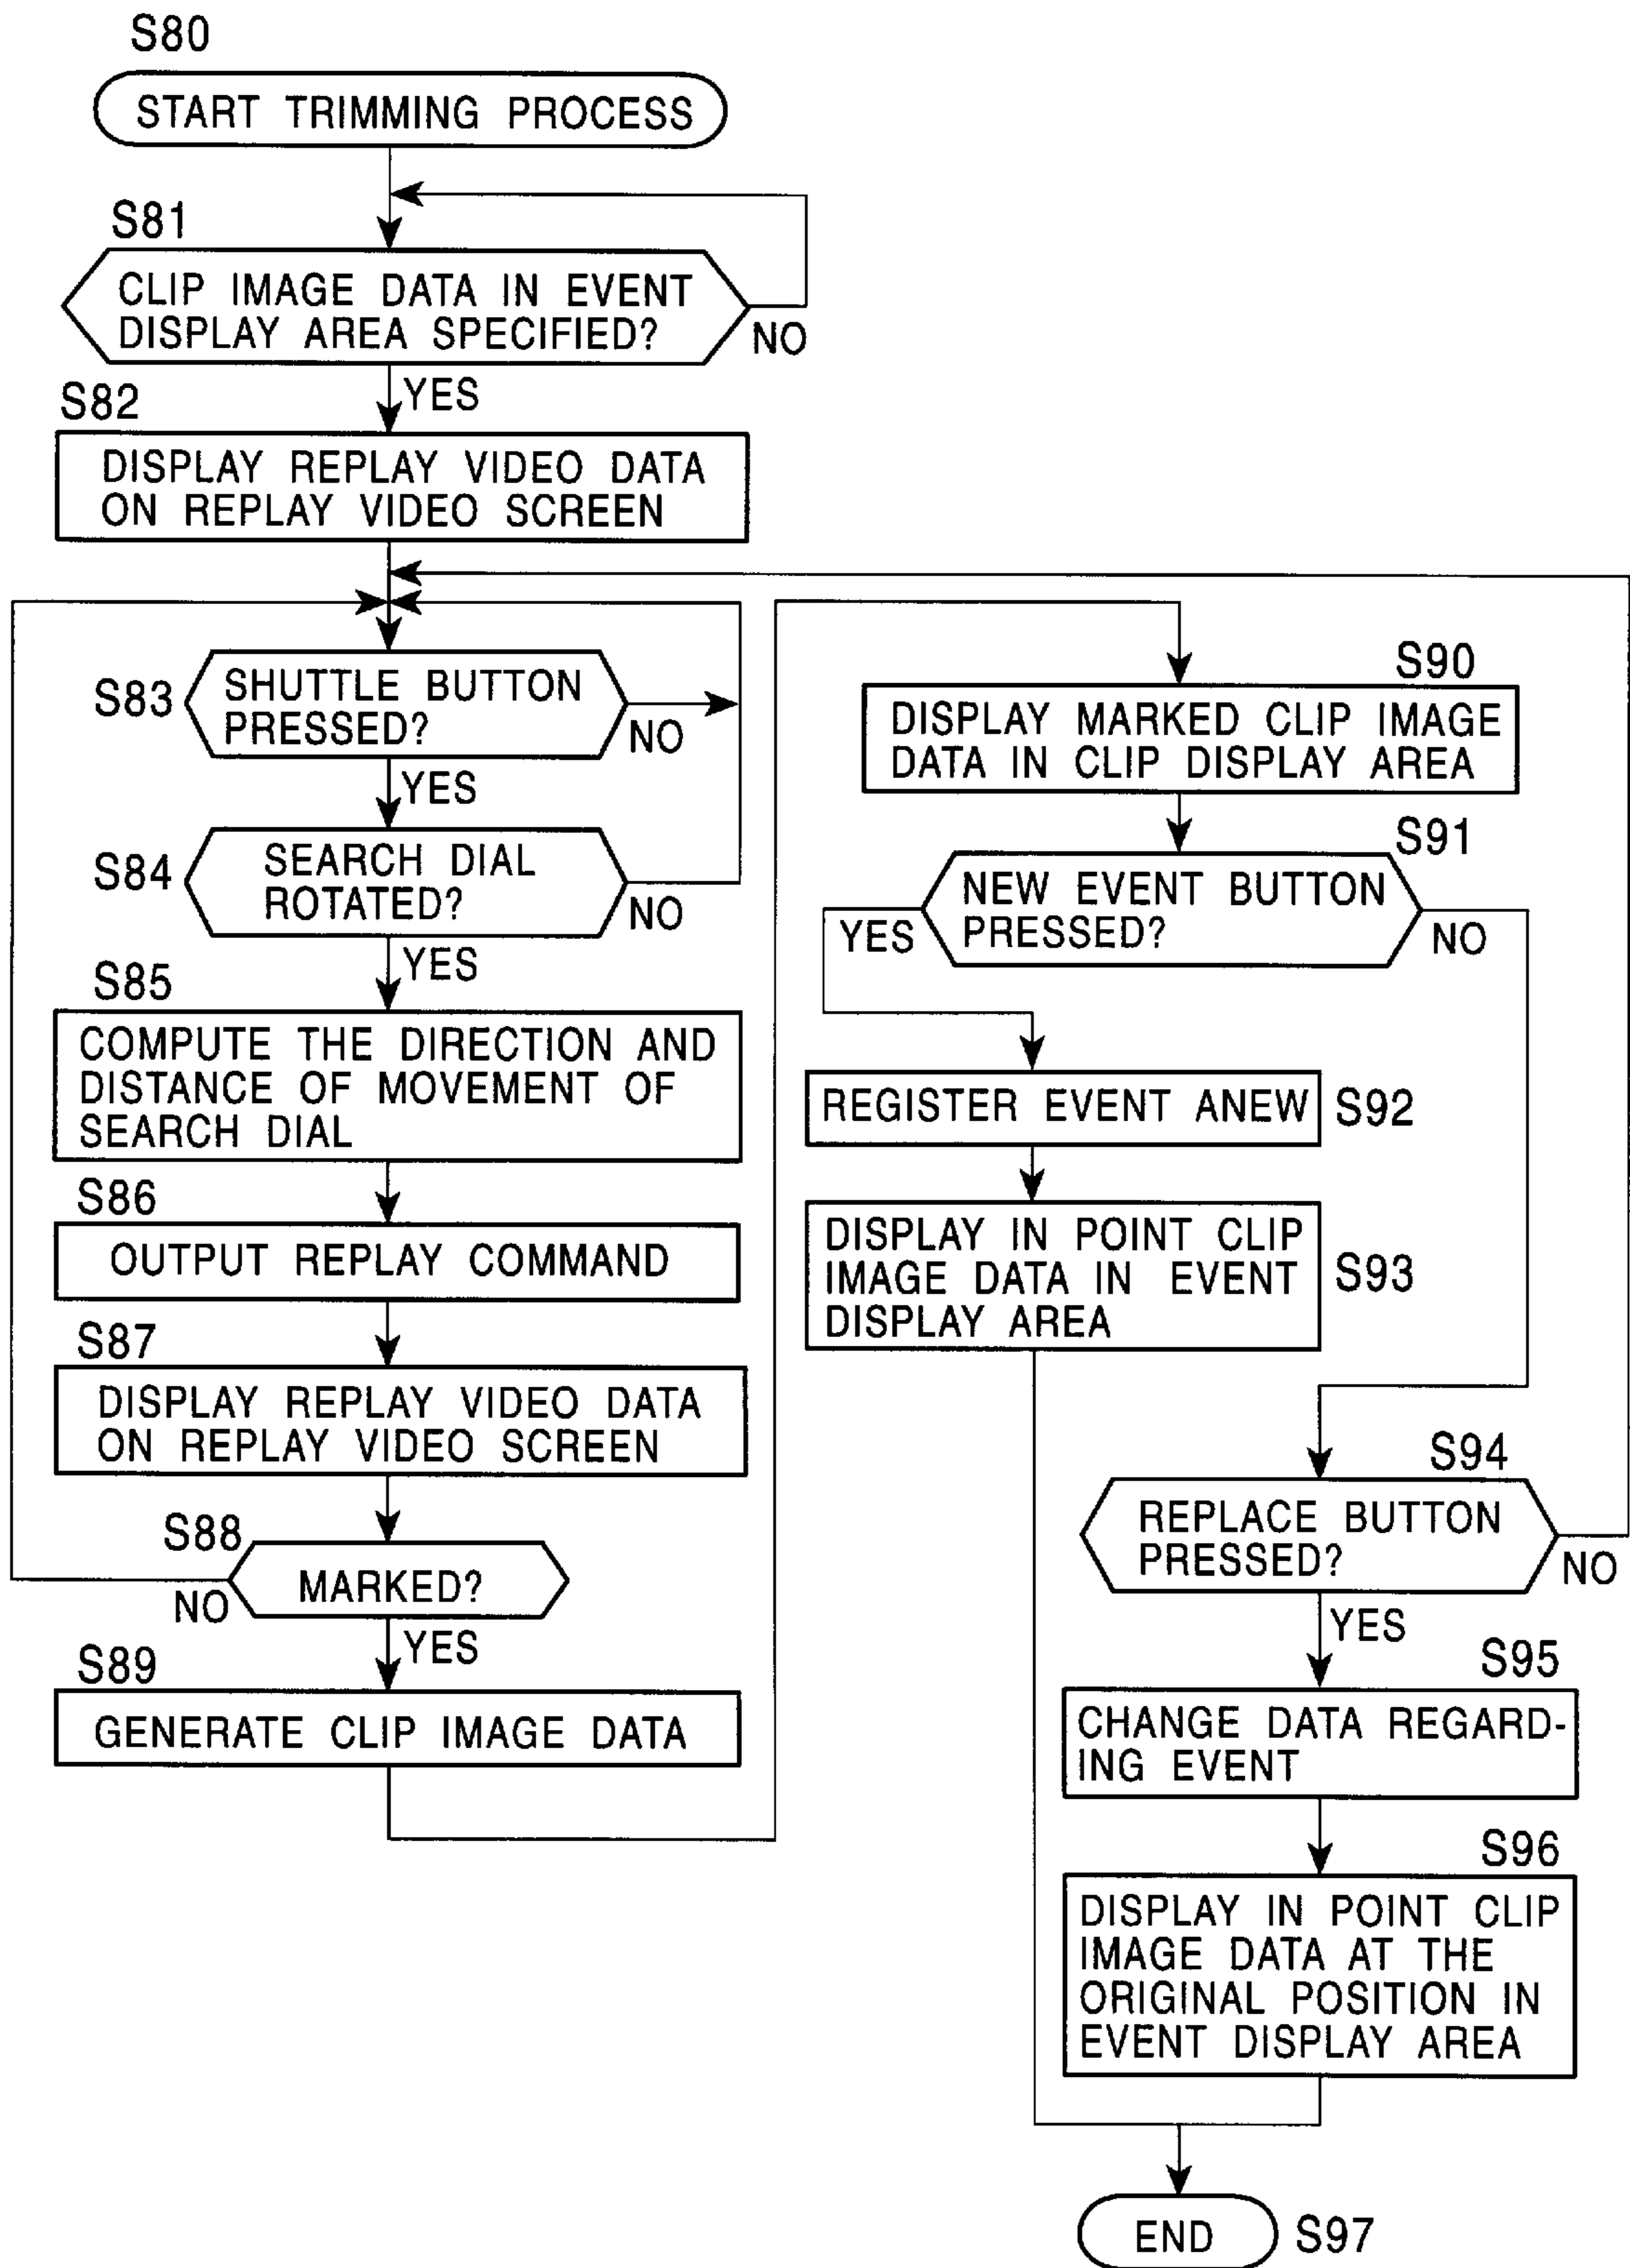 S80
START TRIMMING PROCESS
S81
CLIP IMAGE DATA IN EVENT
DISPLAY AREA SPECIFIED?
NO
YES
S82
DISPLAY REPLAY VIDEO DATA
ON REPLAY VIDEO SCREEN
S83
SHUTTLE BUTTON
PRESSED?
NO
YES
S84
SEARCH DIAL
ROTATED?
NO
YES
S85
COMPUTE THE DIRECTION AND
DISTANCE OF MOVEMENT OF
SEARCH DIAL
S86
OUTPUT REPLAY COMMAND
S87
DISPLAY REPLAY VIDEO DATA
ON REPLAY VIDEO SCREEN
S88
MARKED?
NO
YES
S89
GENERATE CLIP IMAGE DATA
S90
DISPLAY MARKED CLIP IMAGE
DATA IN CLIP DISPLAY AREA
S91
NEW EVENT BUTTON
PRESSED?
YES
NO
REGISTER EVENT ANEW
S92
DISPLAY IN POINT CLIP
IMAGE DATA IN EVENT
DISPLAY AREA
S93
S94
REPLACE BUTTON
PRESSED?
NO
YES
S95
CHANGE DATA REGARD-
ING EVENT
S96
DISPLAY IN POINT CLIP
IMAGE DATA AT THE
ORIGINAL POSITION IN
EVENT DISPLAY AREA
END
S97